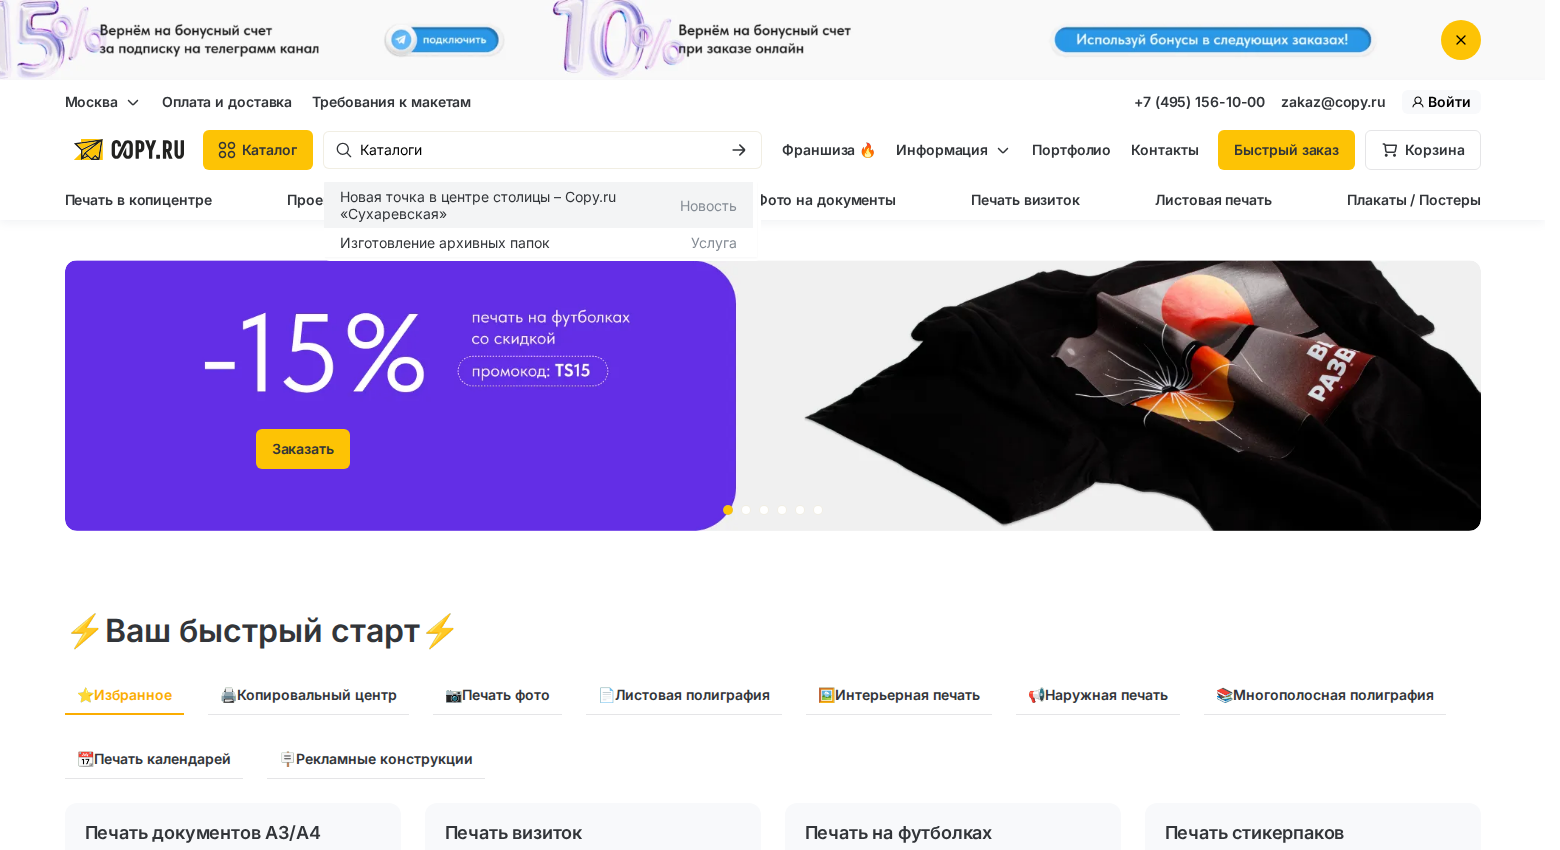 15%
Вернём на бонусный счет
за подписку на телеграмм канал
подключить
10%
Вернём на бонусный счет
при заказе онлайн
Используй бонусы в следующих заказах!
Москва
Оплата и доставка
Требования к макетам
+7 (495) 156-10-00
zakaz@copy.ru
Войти
COPY.RU
Каталог
Каталоги
Франшиза 🔥
Информация
Портфолио
Контакты
Быстрый заказ
Корзина
Новая точка в центре столицы – Copy.ru
«Сухаревская»
Новость
Изготовление архивных папок
Услуга
Печать в копицентре
Прое
Фото на документы
Печать визиток
Листовая печать
Плакаты / Постеры
-15%
печать на футболках
со скидкой
промокод: TS15
Заказать
РАЗВ
⚡Ваш быстрый старт⚡
⭐Избранное
🖨️Копировальный центр
📷Печать фото
📄Листовая полиграфия
🖼️Интерьерная печать
📢Наружная печать
📚Многополосная полиграфия
📆Печать календарей
🪧Рекламные конструкции
Печать документов А3/А4
Печать визиток
Печать на футболках
Печать стикерпаков